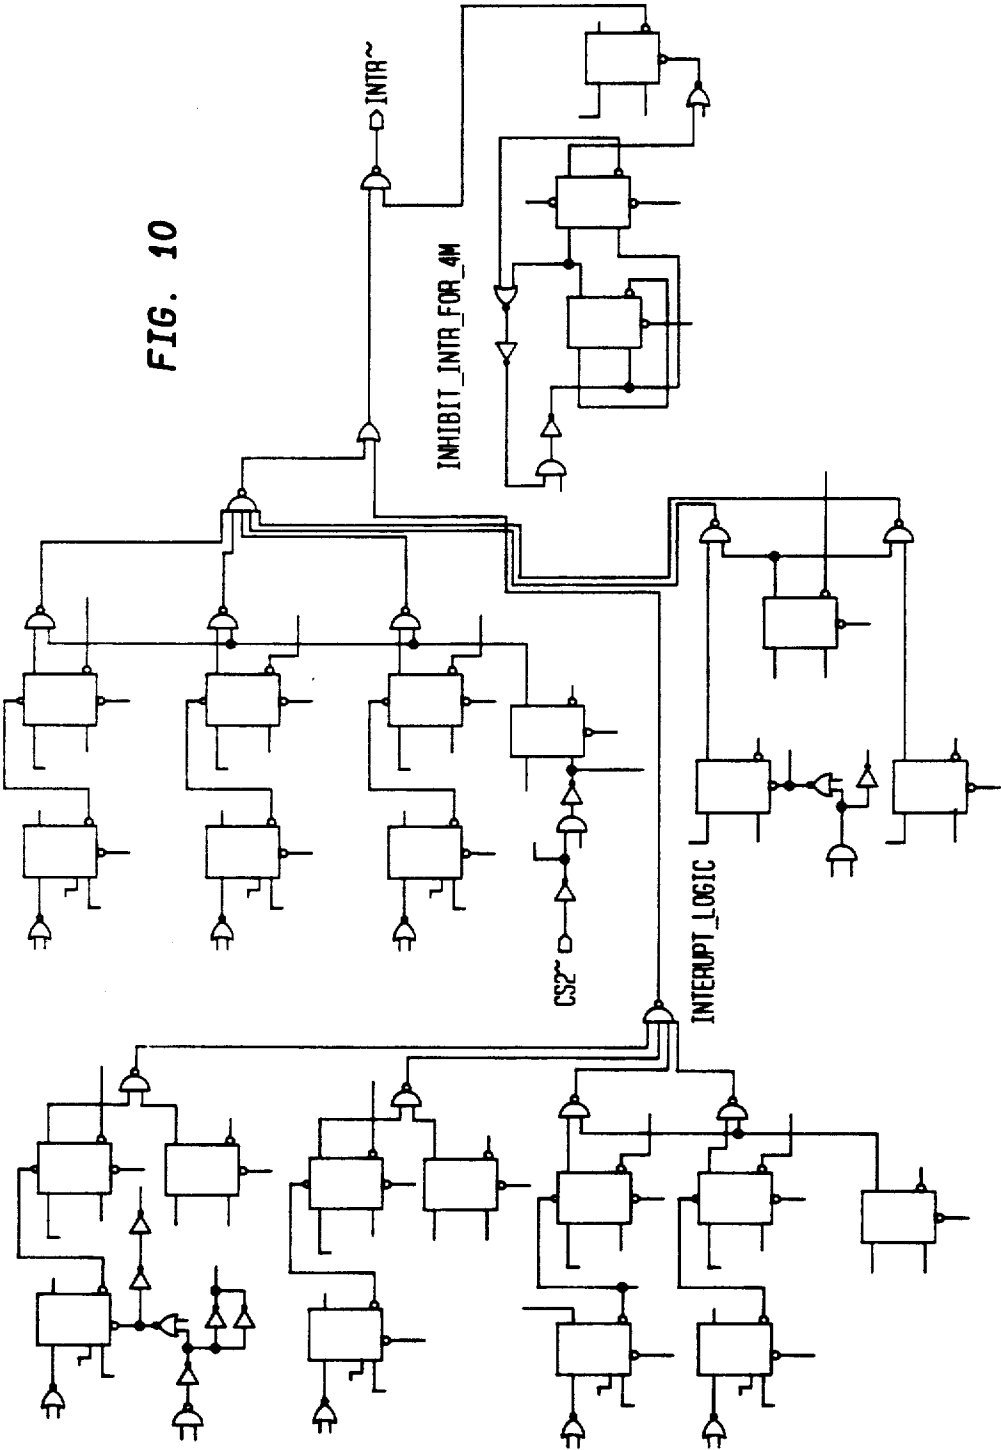 FIG. 10
INTR~
INHIBIT_INTR_FOR_4M
CS2~
INTERUPT_LOGIC